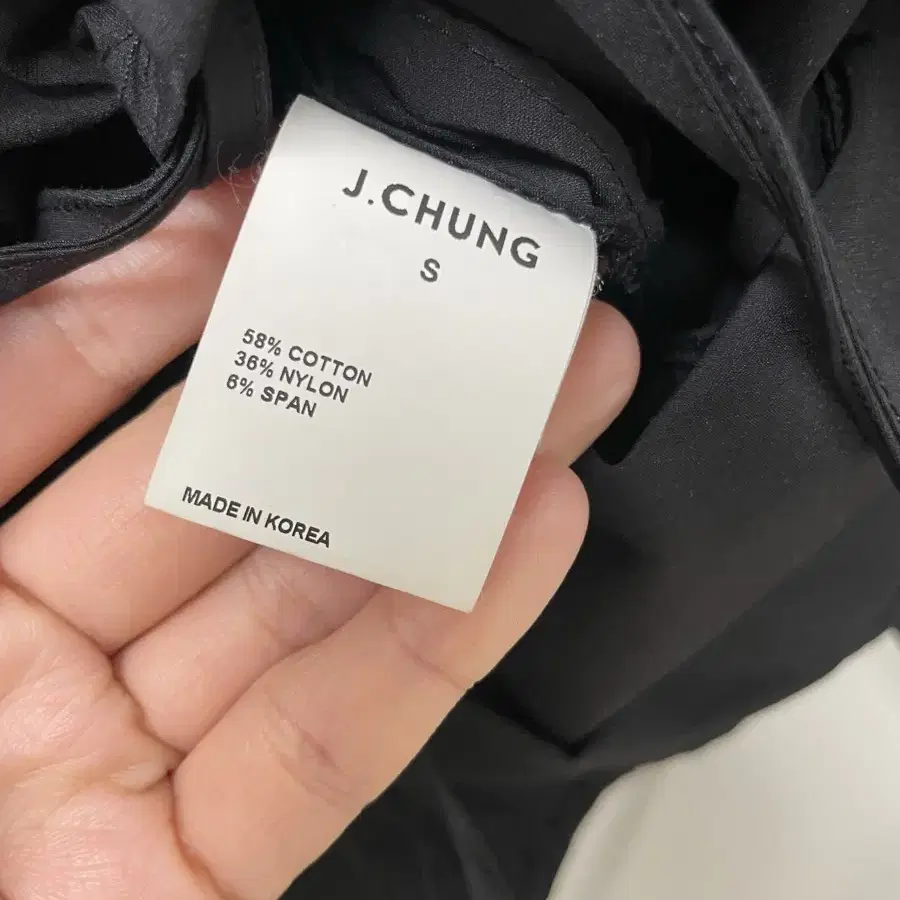 J.CHUNG
S
58% COTTON
36% NYLON
6% SPAN
MADE IN KOREA